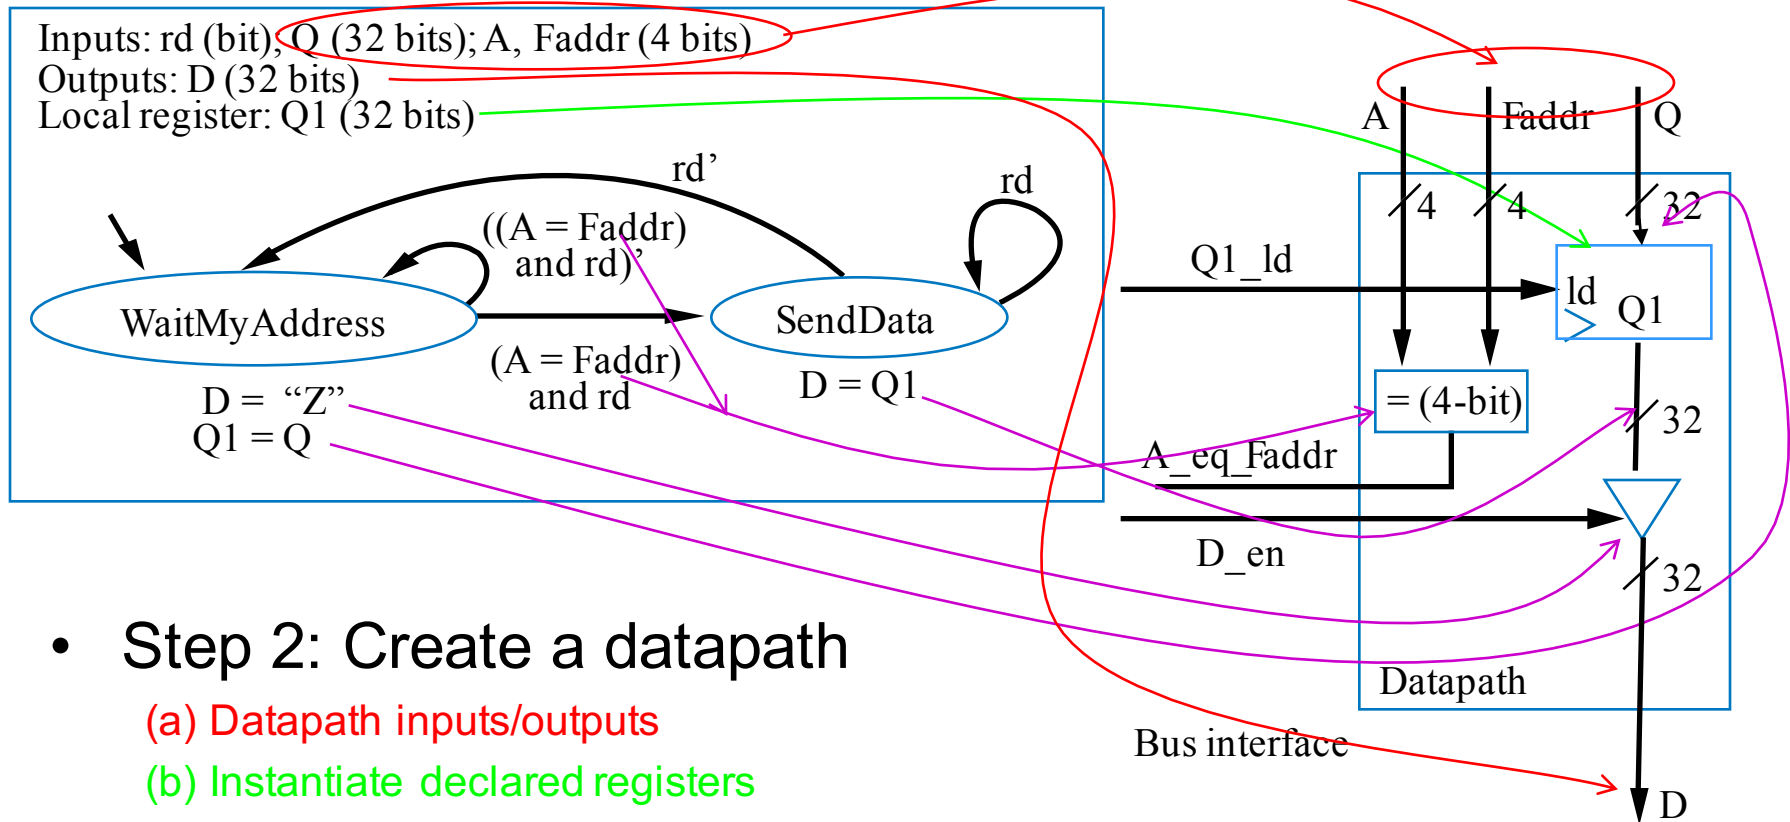 Inputs: rd (bit); Q (32 bits); A, Faddr (4 bits)
Outputs: D (32 bits)
Local register: Q1 (32 bits)
rd’
rd
((A = Faddr)
and rd)’
WaitMyAddress
SendData
(A = Faddr)
and rd
D = “Z”
Q1 = Q
D = Q1
A
Faddr
Q
4
4
32
Q1_ld
ld
Q1
= (4-bit)
32
A_eq_Faddr
D_en
32
Datapath
Bus interface
D
• Step 2: Create a datapath
(a) Datapath inputs/outputs
(b) Instantiate declared registers